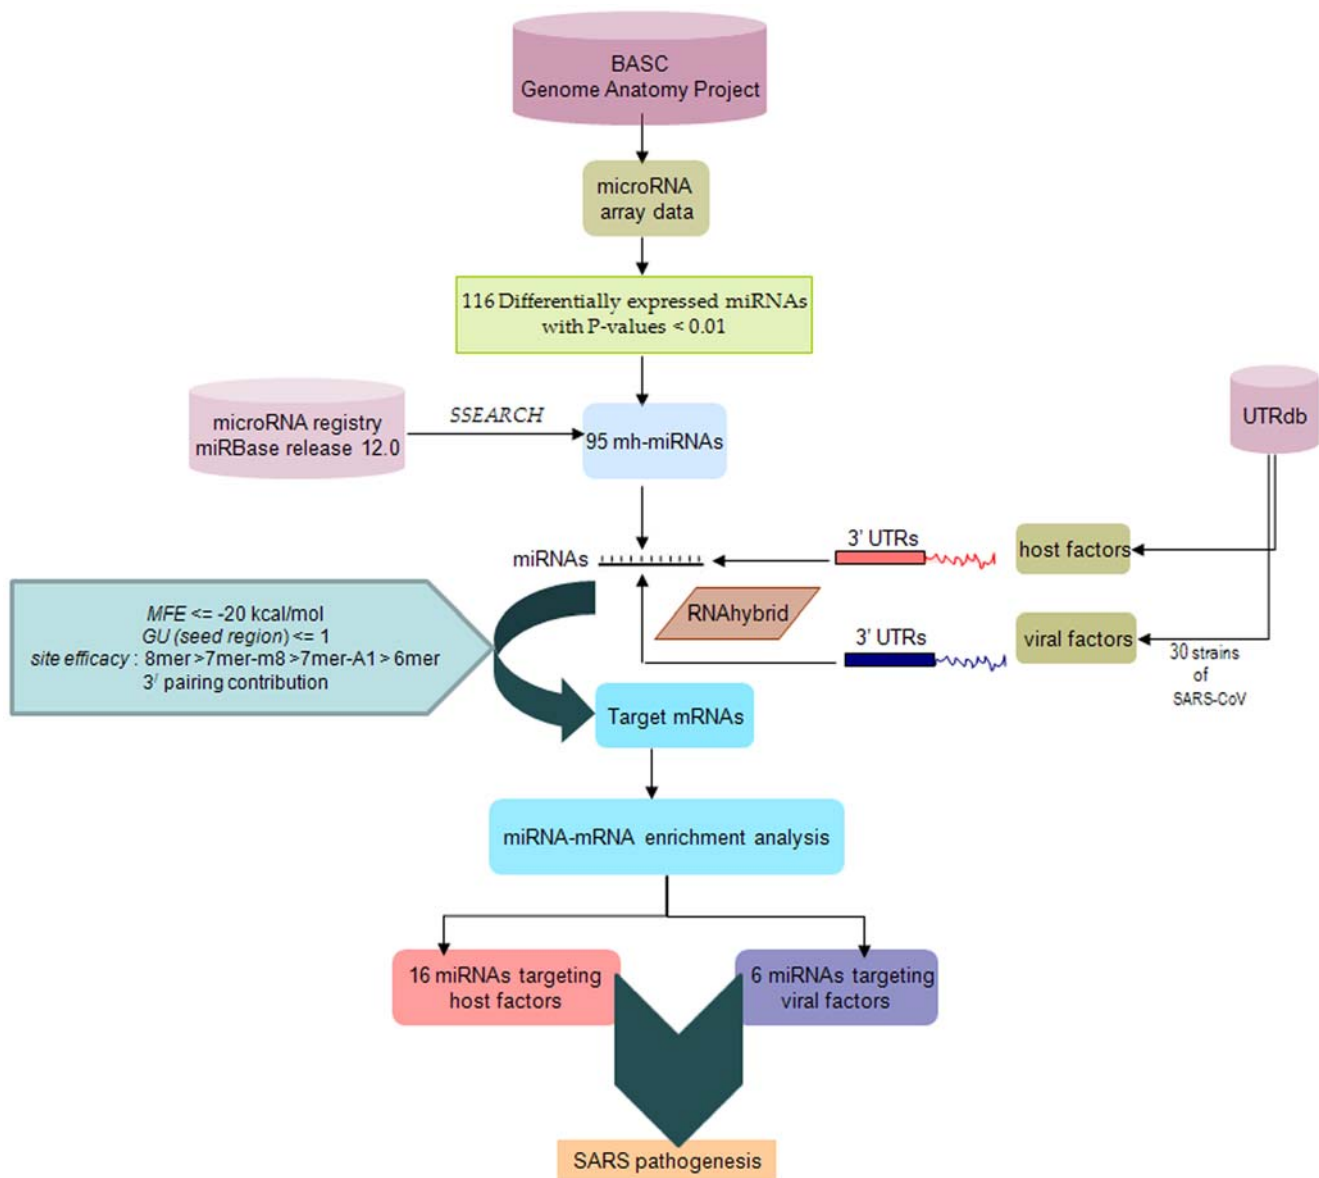 BASC
Genome Anatomy Project
microRNA
array data
116 Differentially expressed miRNAs
with P-values < 0.01
microRNA registry
miRBase release 12.0
SSEARCH
95 mh-miRNAs
UTRdb
miRNAs
3' UTRs
host factors
RNAhybrid
3' UTRs
viral factors
30 strains
of
SARS-CoV
MFE <= -20 kcal/mol
GU (seed region) <= 1
site efficacy : 8mer >7mer-m8 >7mer-A1 > 6mer
3' pairing contribution
Target mRNAs
miRNA-mRNA enrichment analysis
16 miRNAs targeting
host factors
6 miRNAs targeting
viral factors
SARS pathogenesis